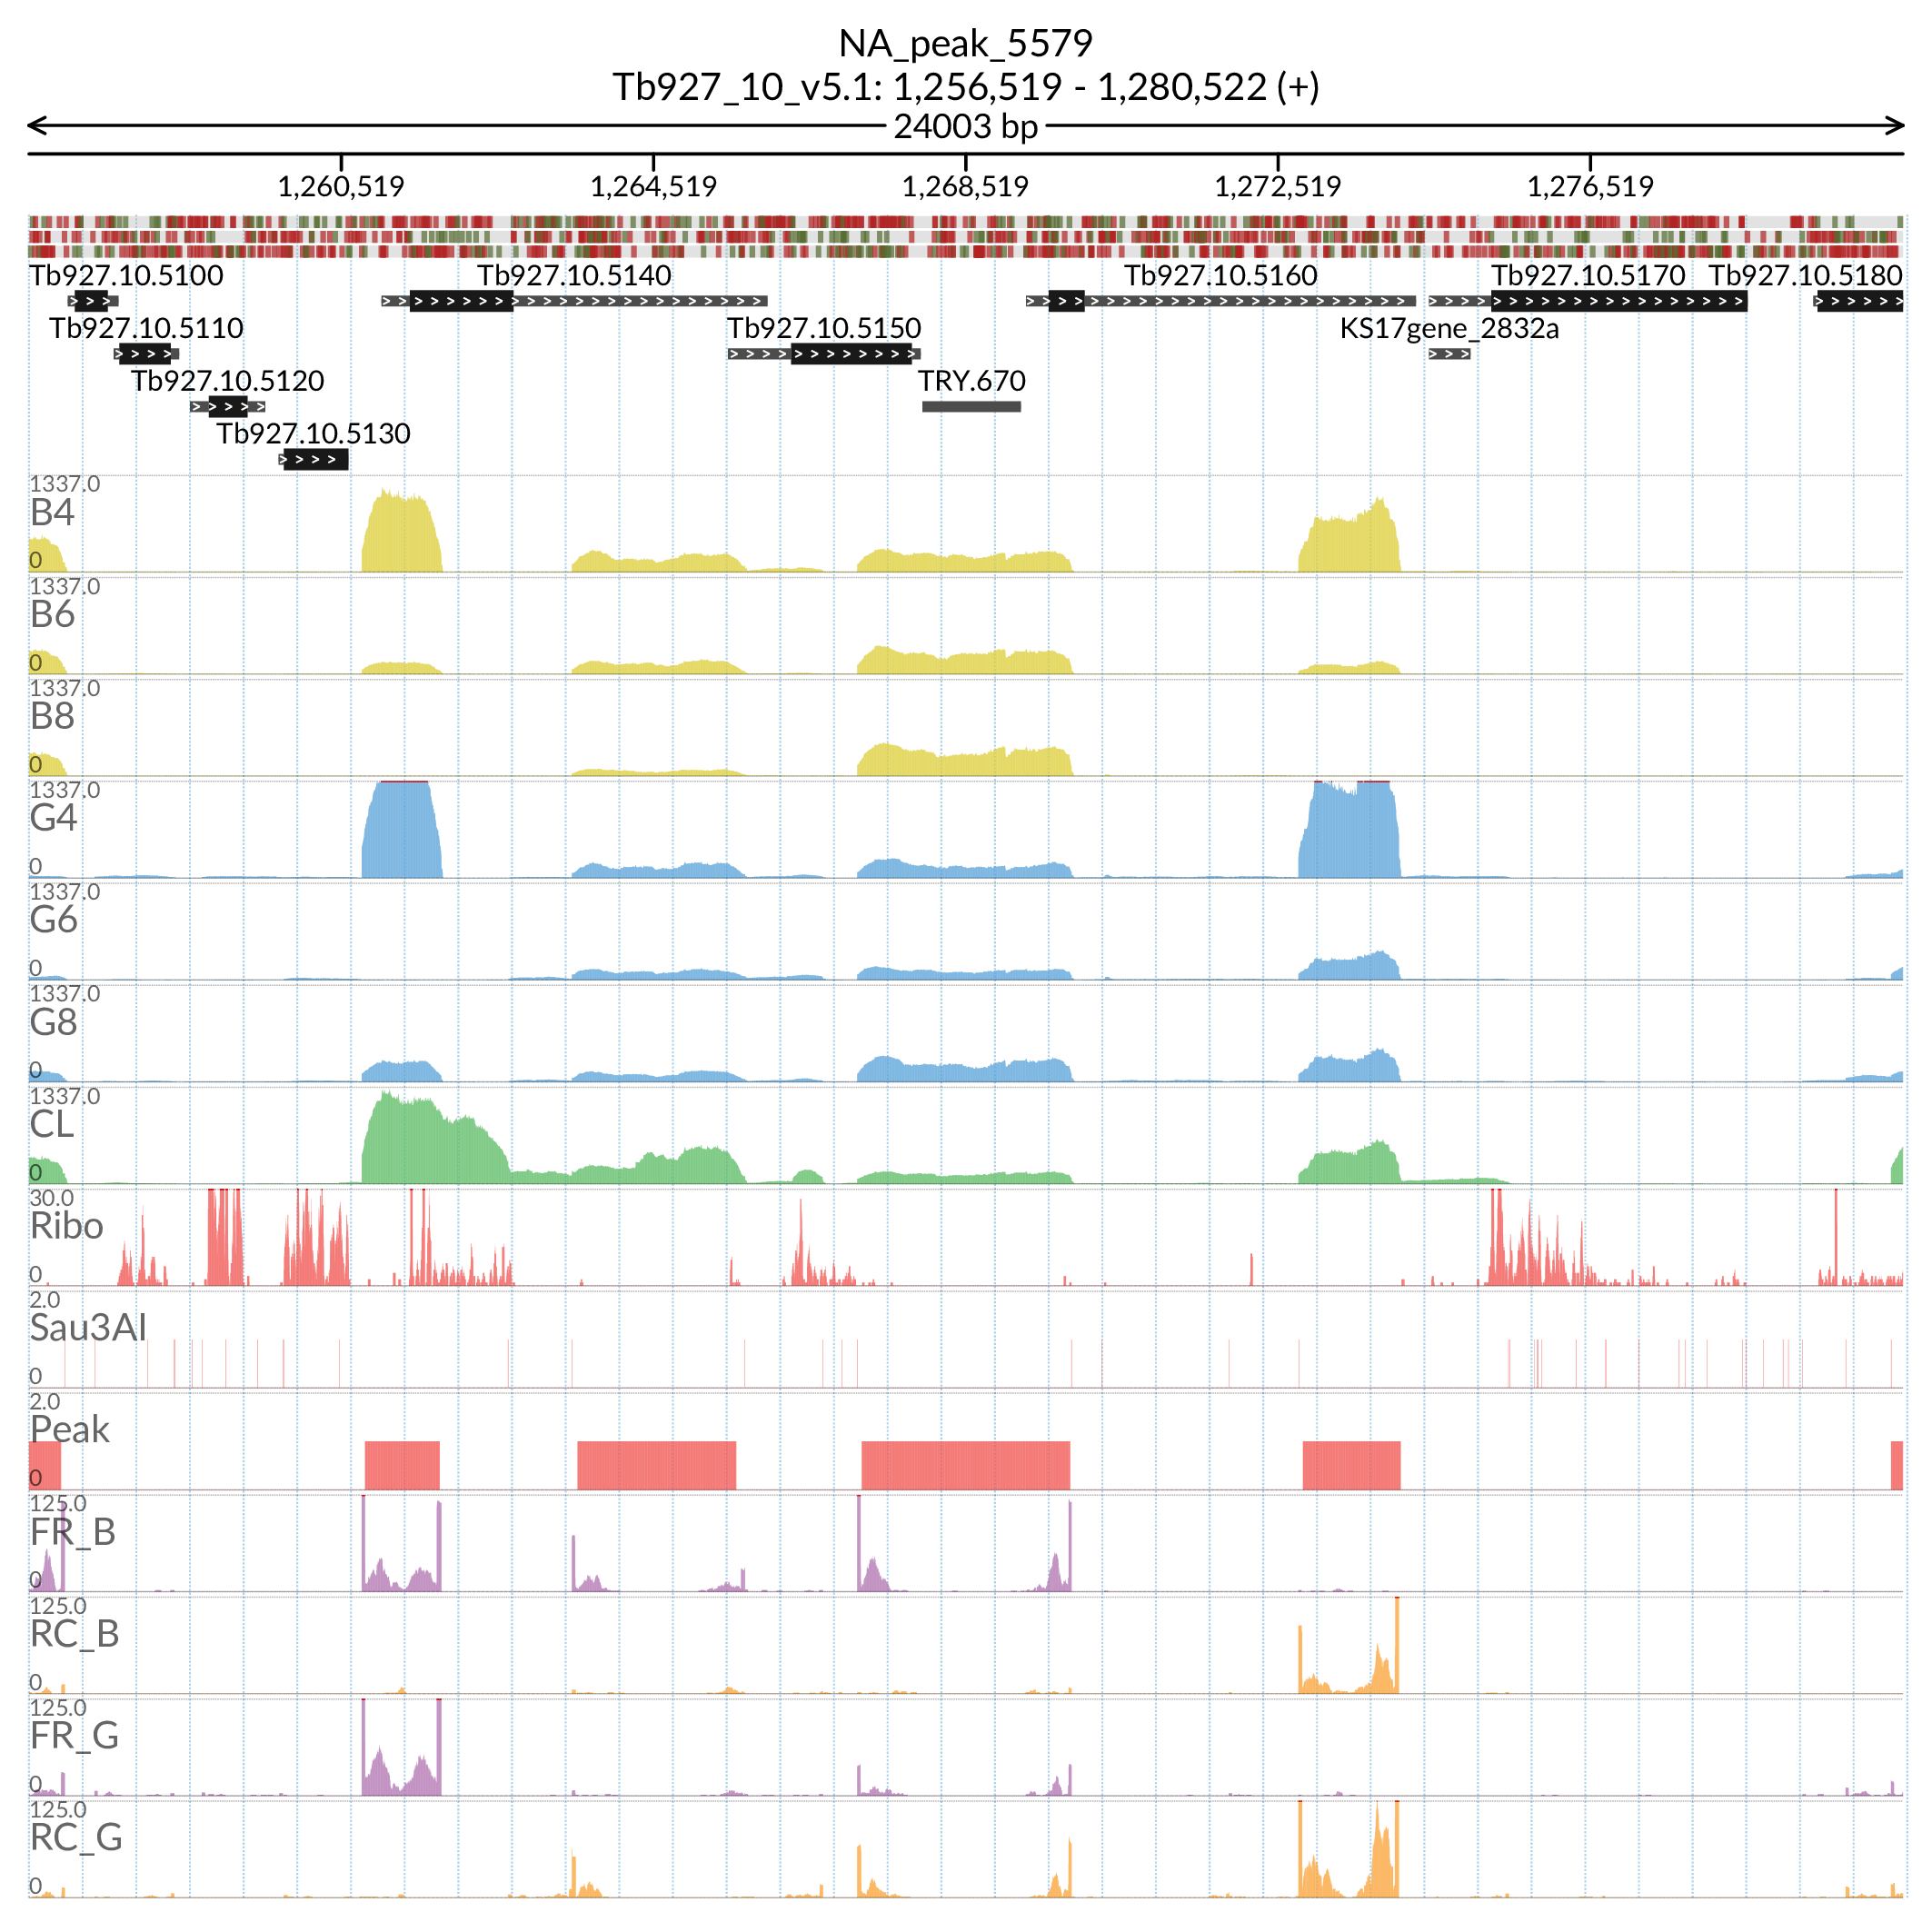 NA_peak_5579
Tb927_10_v5.1: 1,256,519 - 1,280,522 (+)
24003 bp
1,260,519 1,264,519 1,268,519 1,272,519 1,276,519
Tb927.10.5100 Tb927.10.5140 Tb927.10.5160 Tb927.10.5170 Tb927.10.5180
Tb927.10.5110 Tb927.10.5150 KS17gene_2832a
Tb927.10.5120 TRY.670
Tb927.10.5130
1337.0
B4
0
1337.0
B6
0
1337.0
B8
0
1337.0
G4
0
1337.0
G6
0
1337.0
G8
0
1337.0
CL
0
30.0
Ribo
0
2.0
Sau3AI
0
2.0
Peak
0
125.0
FR_B
0
125.0
RC_B
0
125.0
FR_G
0
125.0
RC_G
0